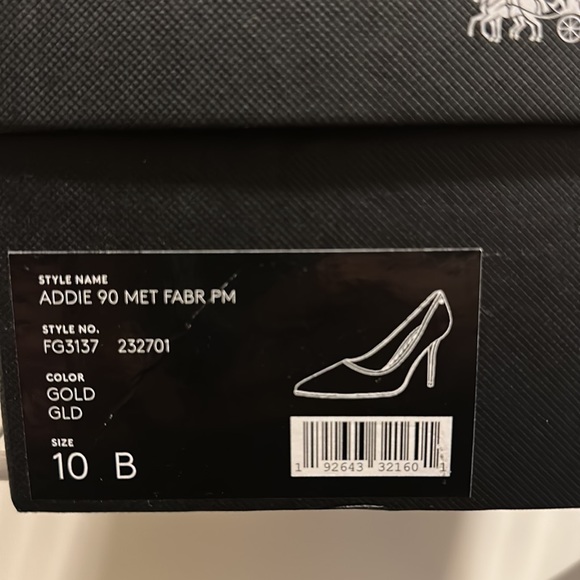 STYLE NAME
ADDIE 90 MET FABR PM
STYLE NO.
FG3137 232701
COLOR
GOLD
GLD
SIZE
10 B
1 92643 32160 1